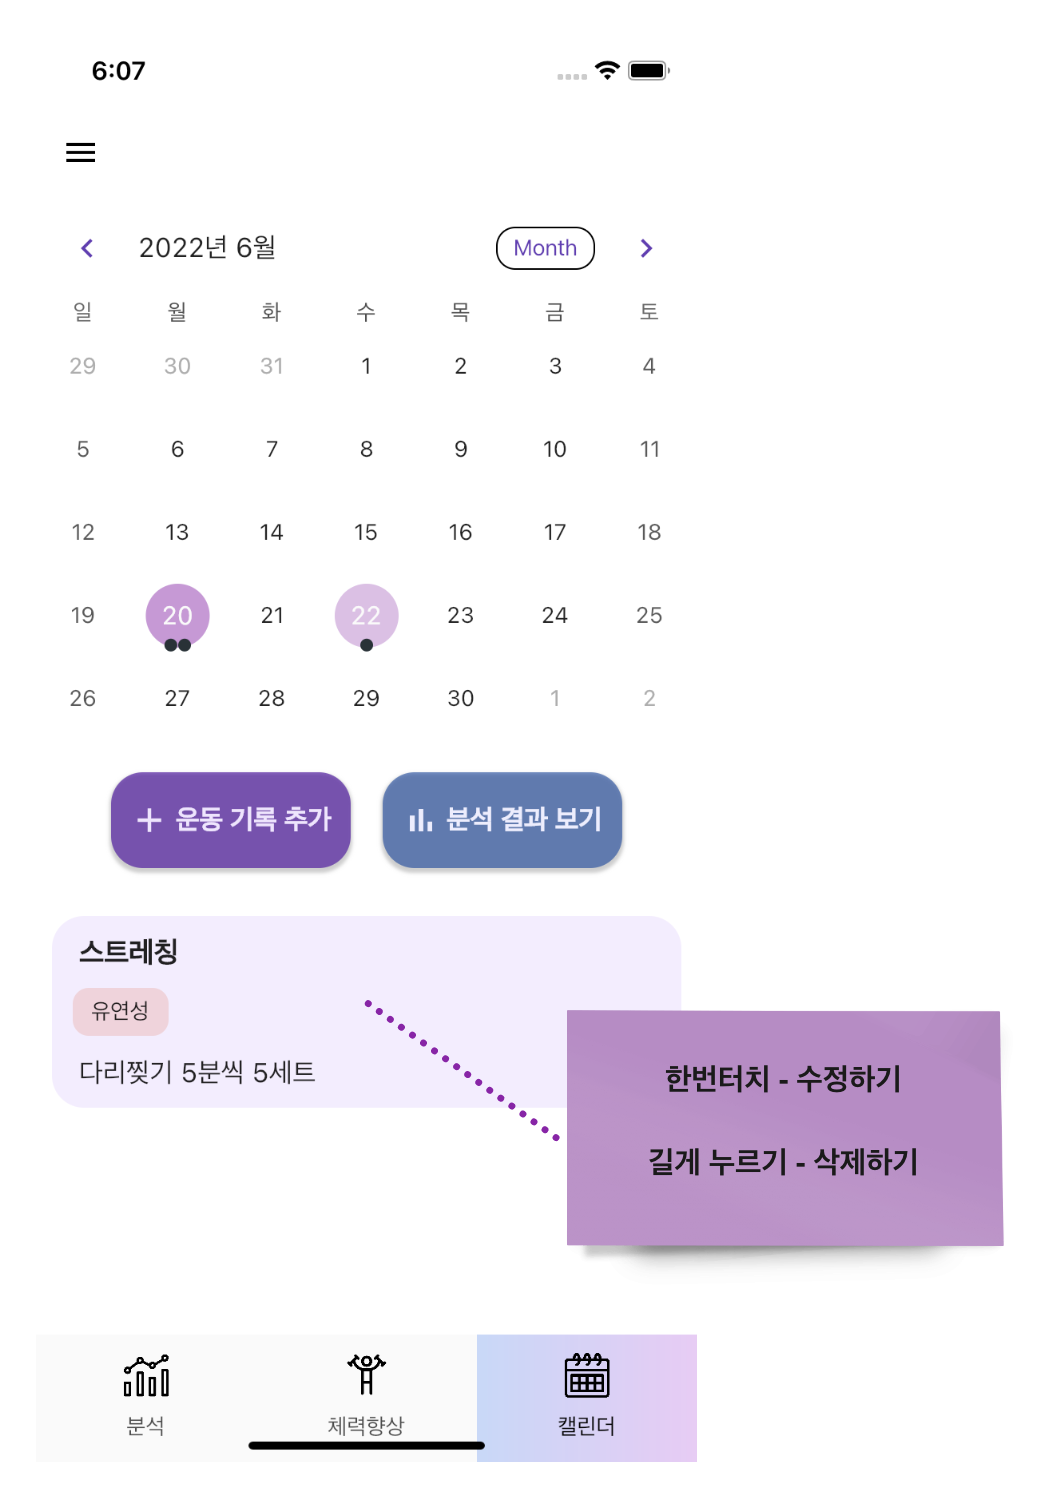 6:07
2022년 6월 Month
일 월 화 수 목 금 토
29 30 31 1 2 3 4
5 6 7 8 9 10 11
12 13 14 15 16 17 18
19 20 21 22 23 24 25
26 27 28 29 30 1 2
운동 기록 추가 분석 결과 보기
스트레칭
유연성
다리찢기 5분씩 5세트
한번터치 - 수정하기
길게 누르기 - 삭제하기
분석 체력향상 캘린더